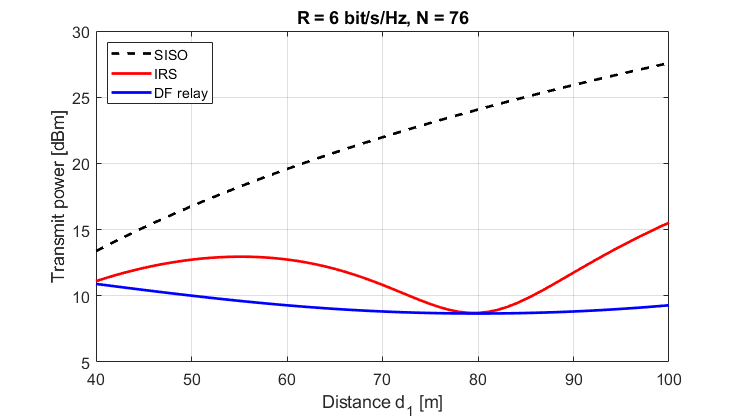 R = 6 bit/s/Hz, N = 76
30
25
20
15
10
5
Transmit power [dBm]
SISO
IRS
DF relay
40 50 60 70 80 90 100
Distance d1 [m]